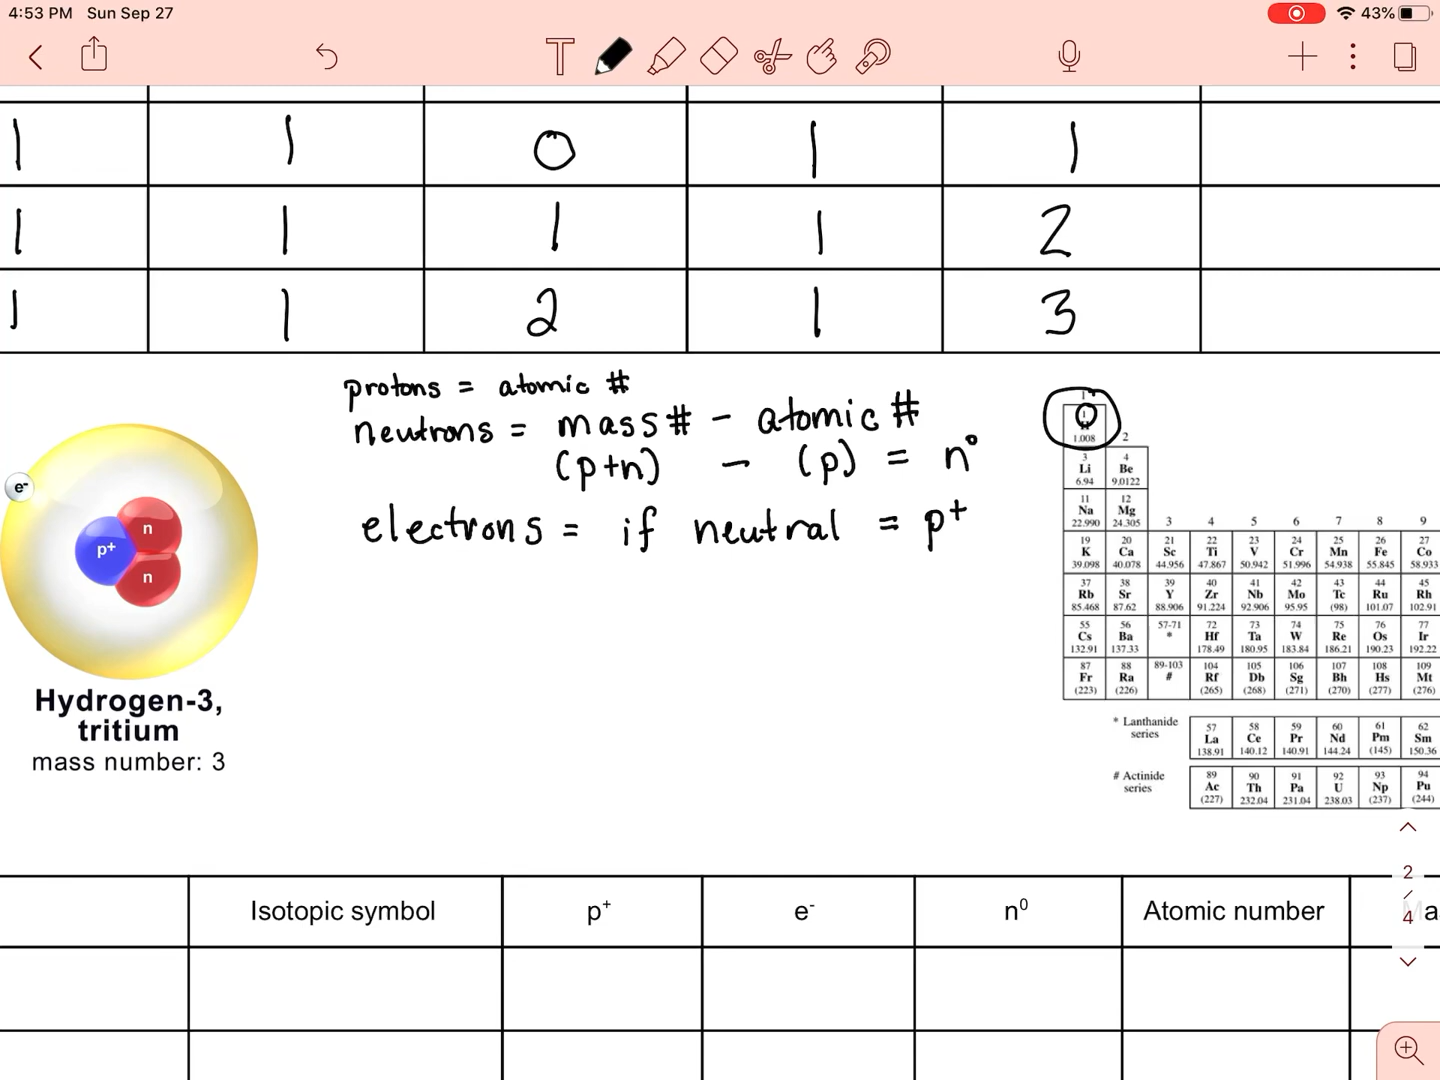 4:53 PM Sun Sep 27 43%
T
1 1 0 1 1
1 1 1 1 2
1 1 2 1 3
protons = atomic #
neutrons = mass# - atomic #
(p+n) - (p) = n⁰
electrons = if neutral = p⁺
e⁻
n
p⁺
n
Hydrogen-3,
tritium
mass number: 3
1
1
1.008 2
3 4
Li Be
6.94 9.0122
11 12
Na Mg
22.990 24.305 3 4 5 6 7 8 9
19 20 21 22 23 24 25 26 27
K Ca Sc Ti V Cr Mn Fe Co
39.098 40.078 44.956 47.867 50.942 51.996 54.938 55.845 58.933
37 38 39 40 41 42 43 44 45
Rb Sr Y Zr Nb Mo Tc Ru Rh
85.468 87.62 88.906 91.224 92.906 95.95 (98) 101.07 102.91
55 56 57-71 72 73 74 75 76 77
Cs Ba * Hf Ta W Re Os Ir
132.91 137.33 178.49 180.95 183.84 186.21 190.23 192.22
87 88 89-103 104 105 106 107 108 109
Fr Ra # Rf Db Sg Bh Hs Mt
(223) (226) (265) (268) (271) (270) (277) (276)
* Lanthanide
series
57 58 59 60 61 62
La Ce Pr Nd Pm Sm
138.91 140.12 140.91 144.24 (145) 150.36
# Actinide
series
89 90 91 92 93 94
Ac Th Pa U Np Pu
(227) 232.04 231.04 238.03 (237) (244)
2
/
4
Isotopic symbol p⁺ e⁻ n⁰ Atomic number